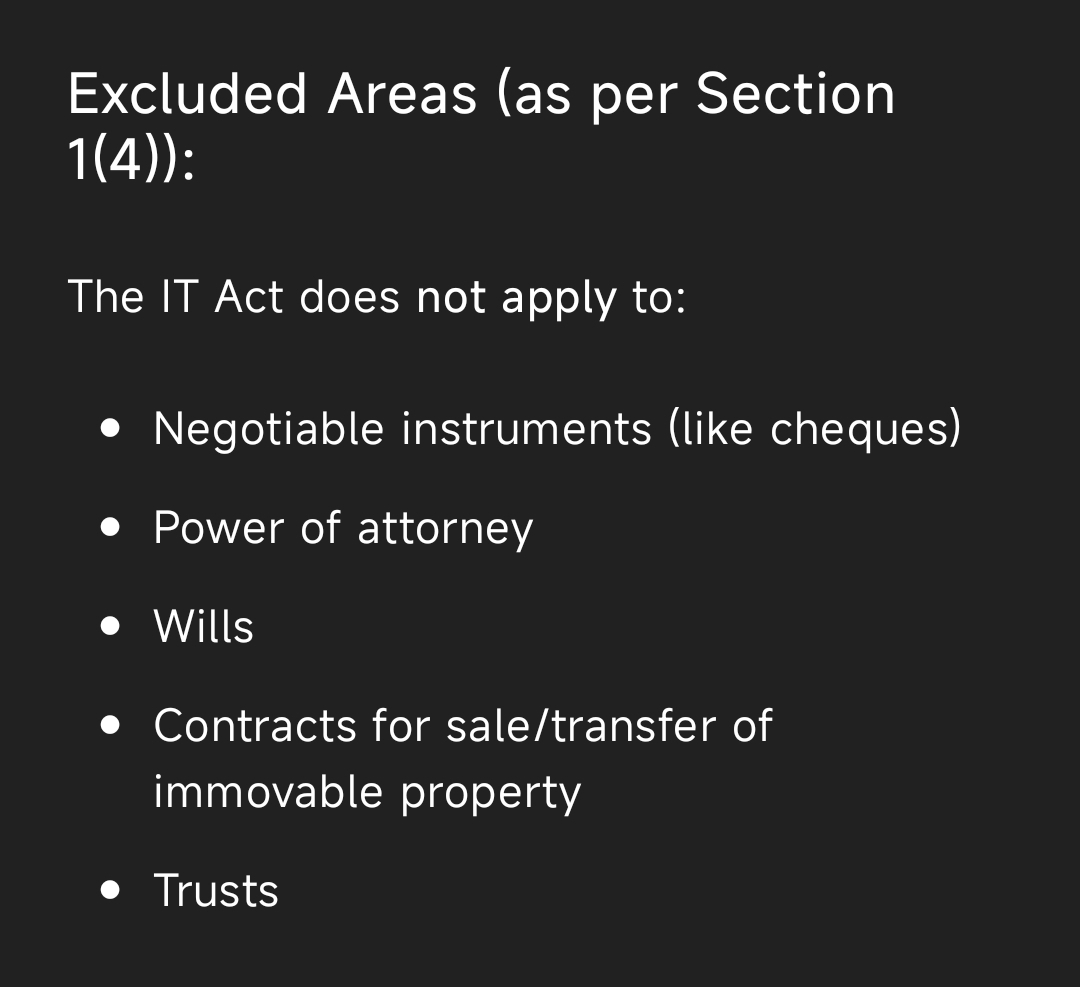 Excluded Areas (as per Section
1(4)):
The IT Act does not apply to:
• Negotiable instruments (like cheques)
• Power of attorney
• Wills
• Contracts for sale/transfer of
immovable property
• Trusts